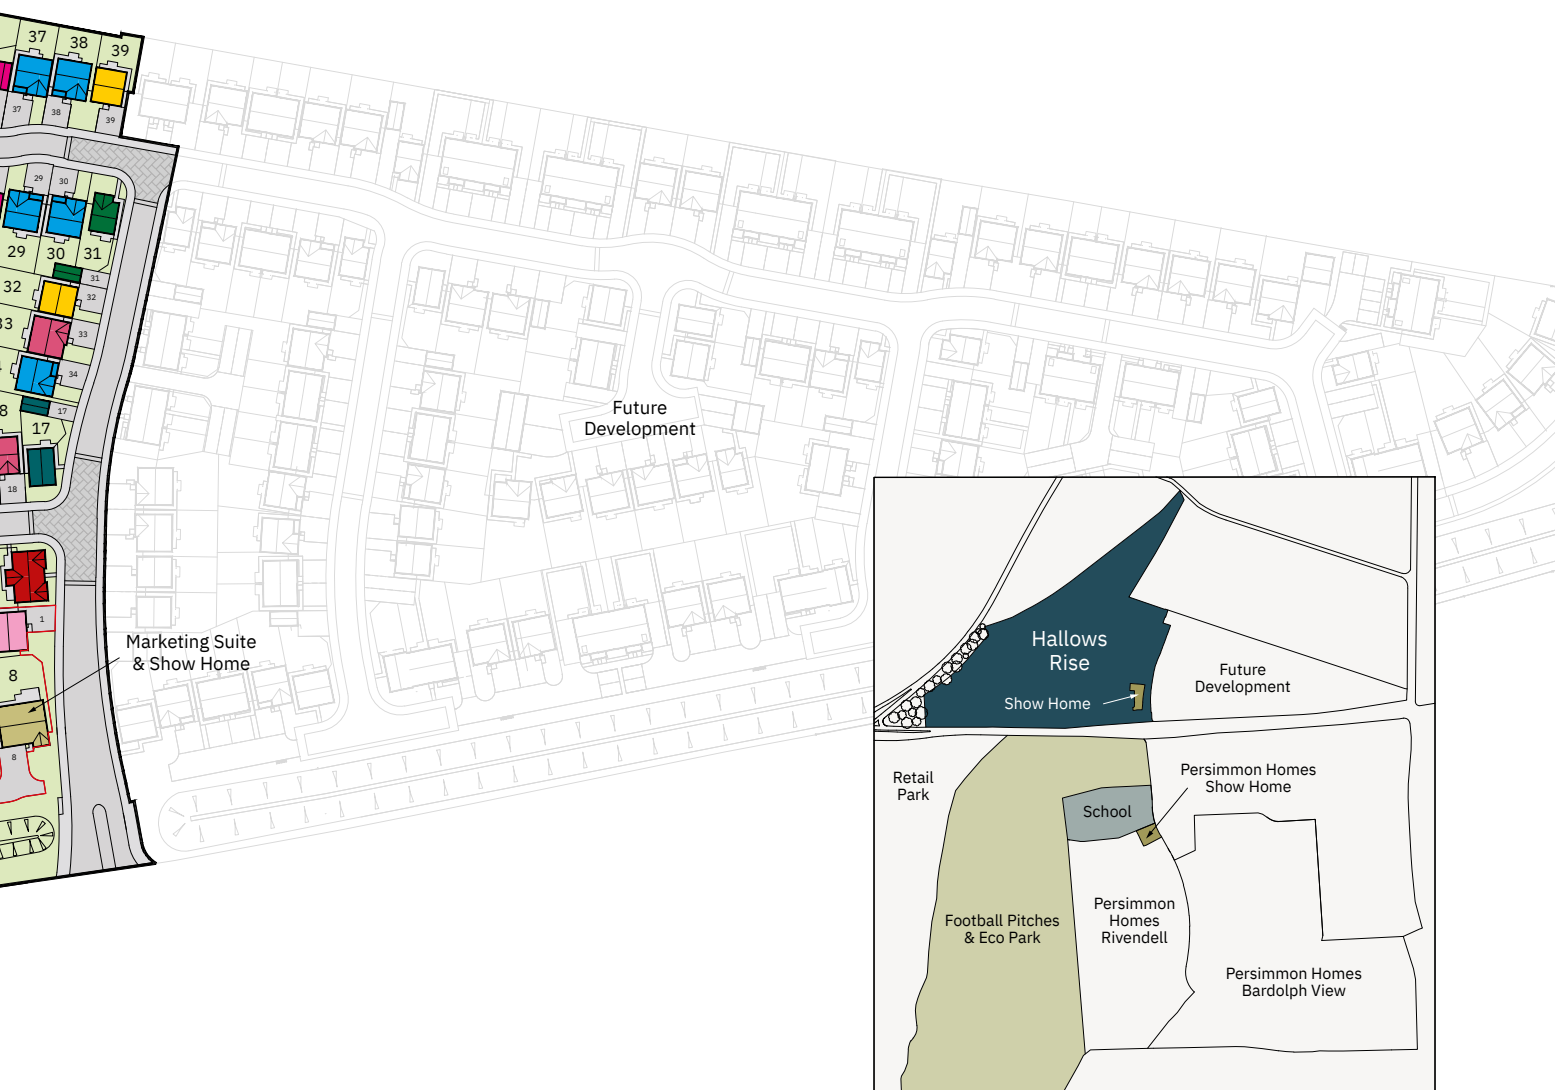 37
38
39
37
38
39
29
30
29
30
31
31
32
32
33
33
34
17
8
17
18
1
Marketing Suite
& Show Home
8
8
Future
Development
Hallows
Rise
Show Home
Future
Development
Retail
Park
School
Persimmon Homes
Show Home
Football Pitches
& Eco Park
Persimmon
Homes
Rivendell
Persimmon Homes
Bardolph View